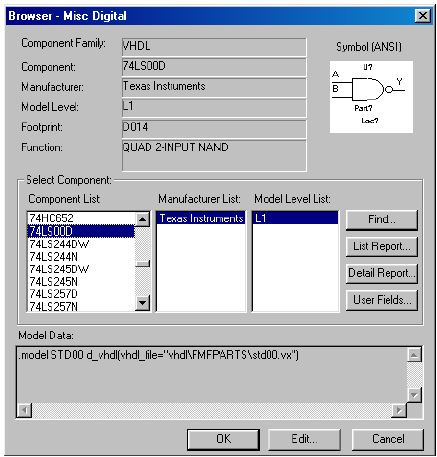 Browser - Misc Digital
Component Family: VHDL
Component: 74LS00D
Manufacturer: Texas Instruments
Model Level: L1
Footprint: D014
Function: QUAD 2-INPUT NAND
Symbol (ANSI)
U?
A
B
Y
Part?
Loc?
Select Component:
Component List Manufacturer List: Model Level List:
74HC652
74LS00D
74LS244DW
74LS244N
74LS245DW
74LS245N
74LS257D
74LS257N
Texas Instruments
L1
Find...
List Report...
Detail Report...
User Fields...
Model Data:
.model STD00 d_vhdl(vhdl_file="vhdl\FMFPARTS\std00.vx")
OK Edit... Cancel